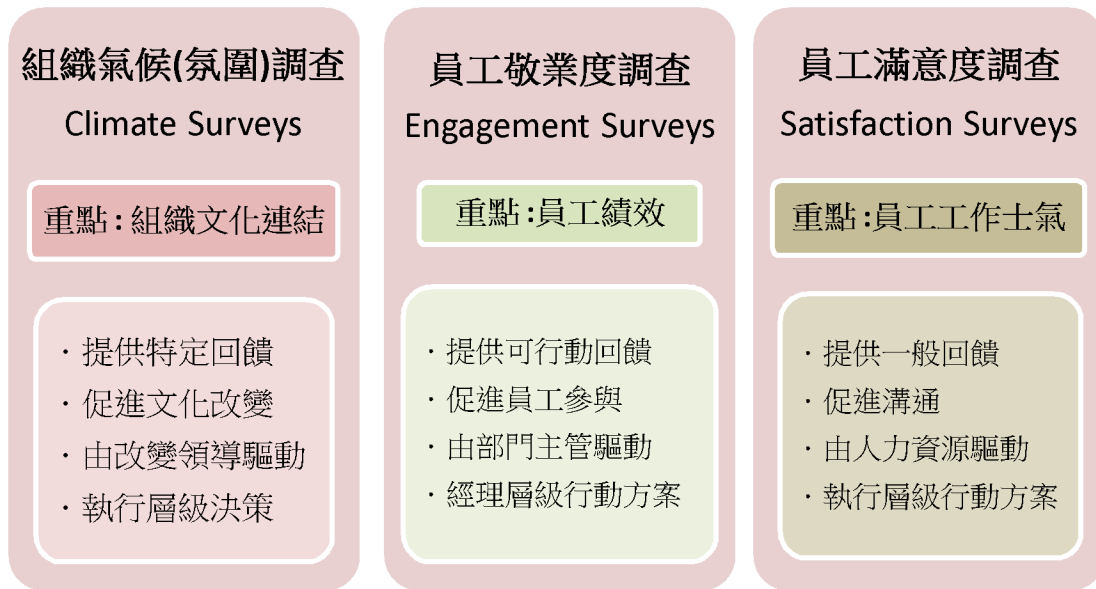 組織氣候(氛圍)調查
Climate Surveys
重點:組織文化連結
·提供特定回饋
·促進文化改變
·由改變領導驅動
·執行層級決策
員工敬業度調查
Engagement Surveys
重點:員工績效
·提供可行動回饋
·促進員工參與
·由部門主管驅動
·經理層級行動方案
員工滿意度調查
Satisfaction Surveys
重點:員工工作士氣
·提供一般回饋
·促進溝通
·由人力資源驅動
·執行層級行動方案